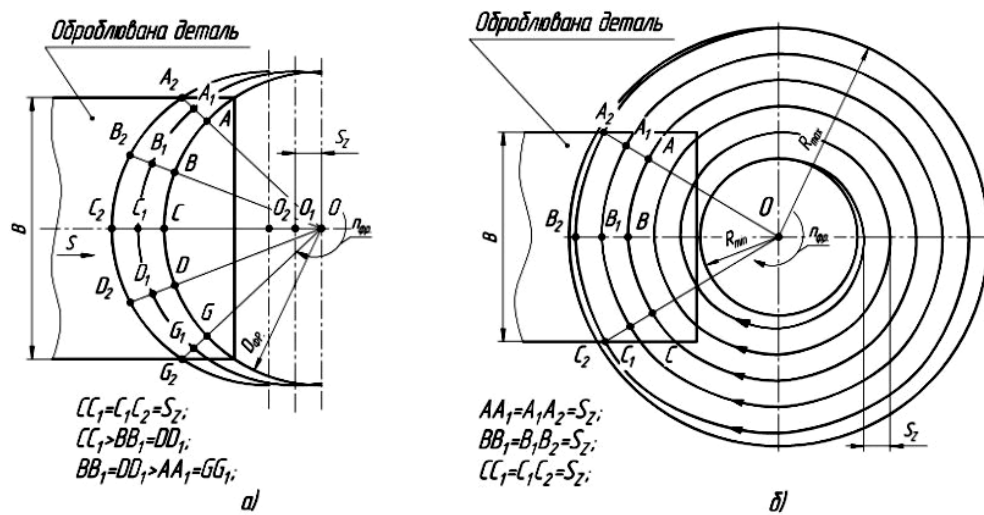 Оброблювана деталь
A₂
A₁
A
B₂
B₁
B
Sz
C₂
C₁
C
O₂
O₁
O
nфр.
B
S
D₂
D₁
D
G
G₁
G₂
Dфр.
CC₁=C₁C₂=Sz;
CC₁>BB₁=DD₁;
BB₁=DD₁>AA₁=GG₁;
а)
Оброблювана деталь
A₂
A₁
A
Rmax
B
B₂
B₁
B
O
nфр.
Rmin
C₂
C₁
C
Sz
AA₁=A₁A₂=Sz;
BB₁=B₁B₂=Sz;
CC₁=C₁C₂=Sz;
б)